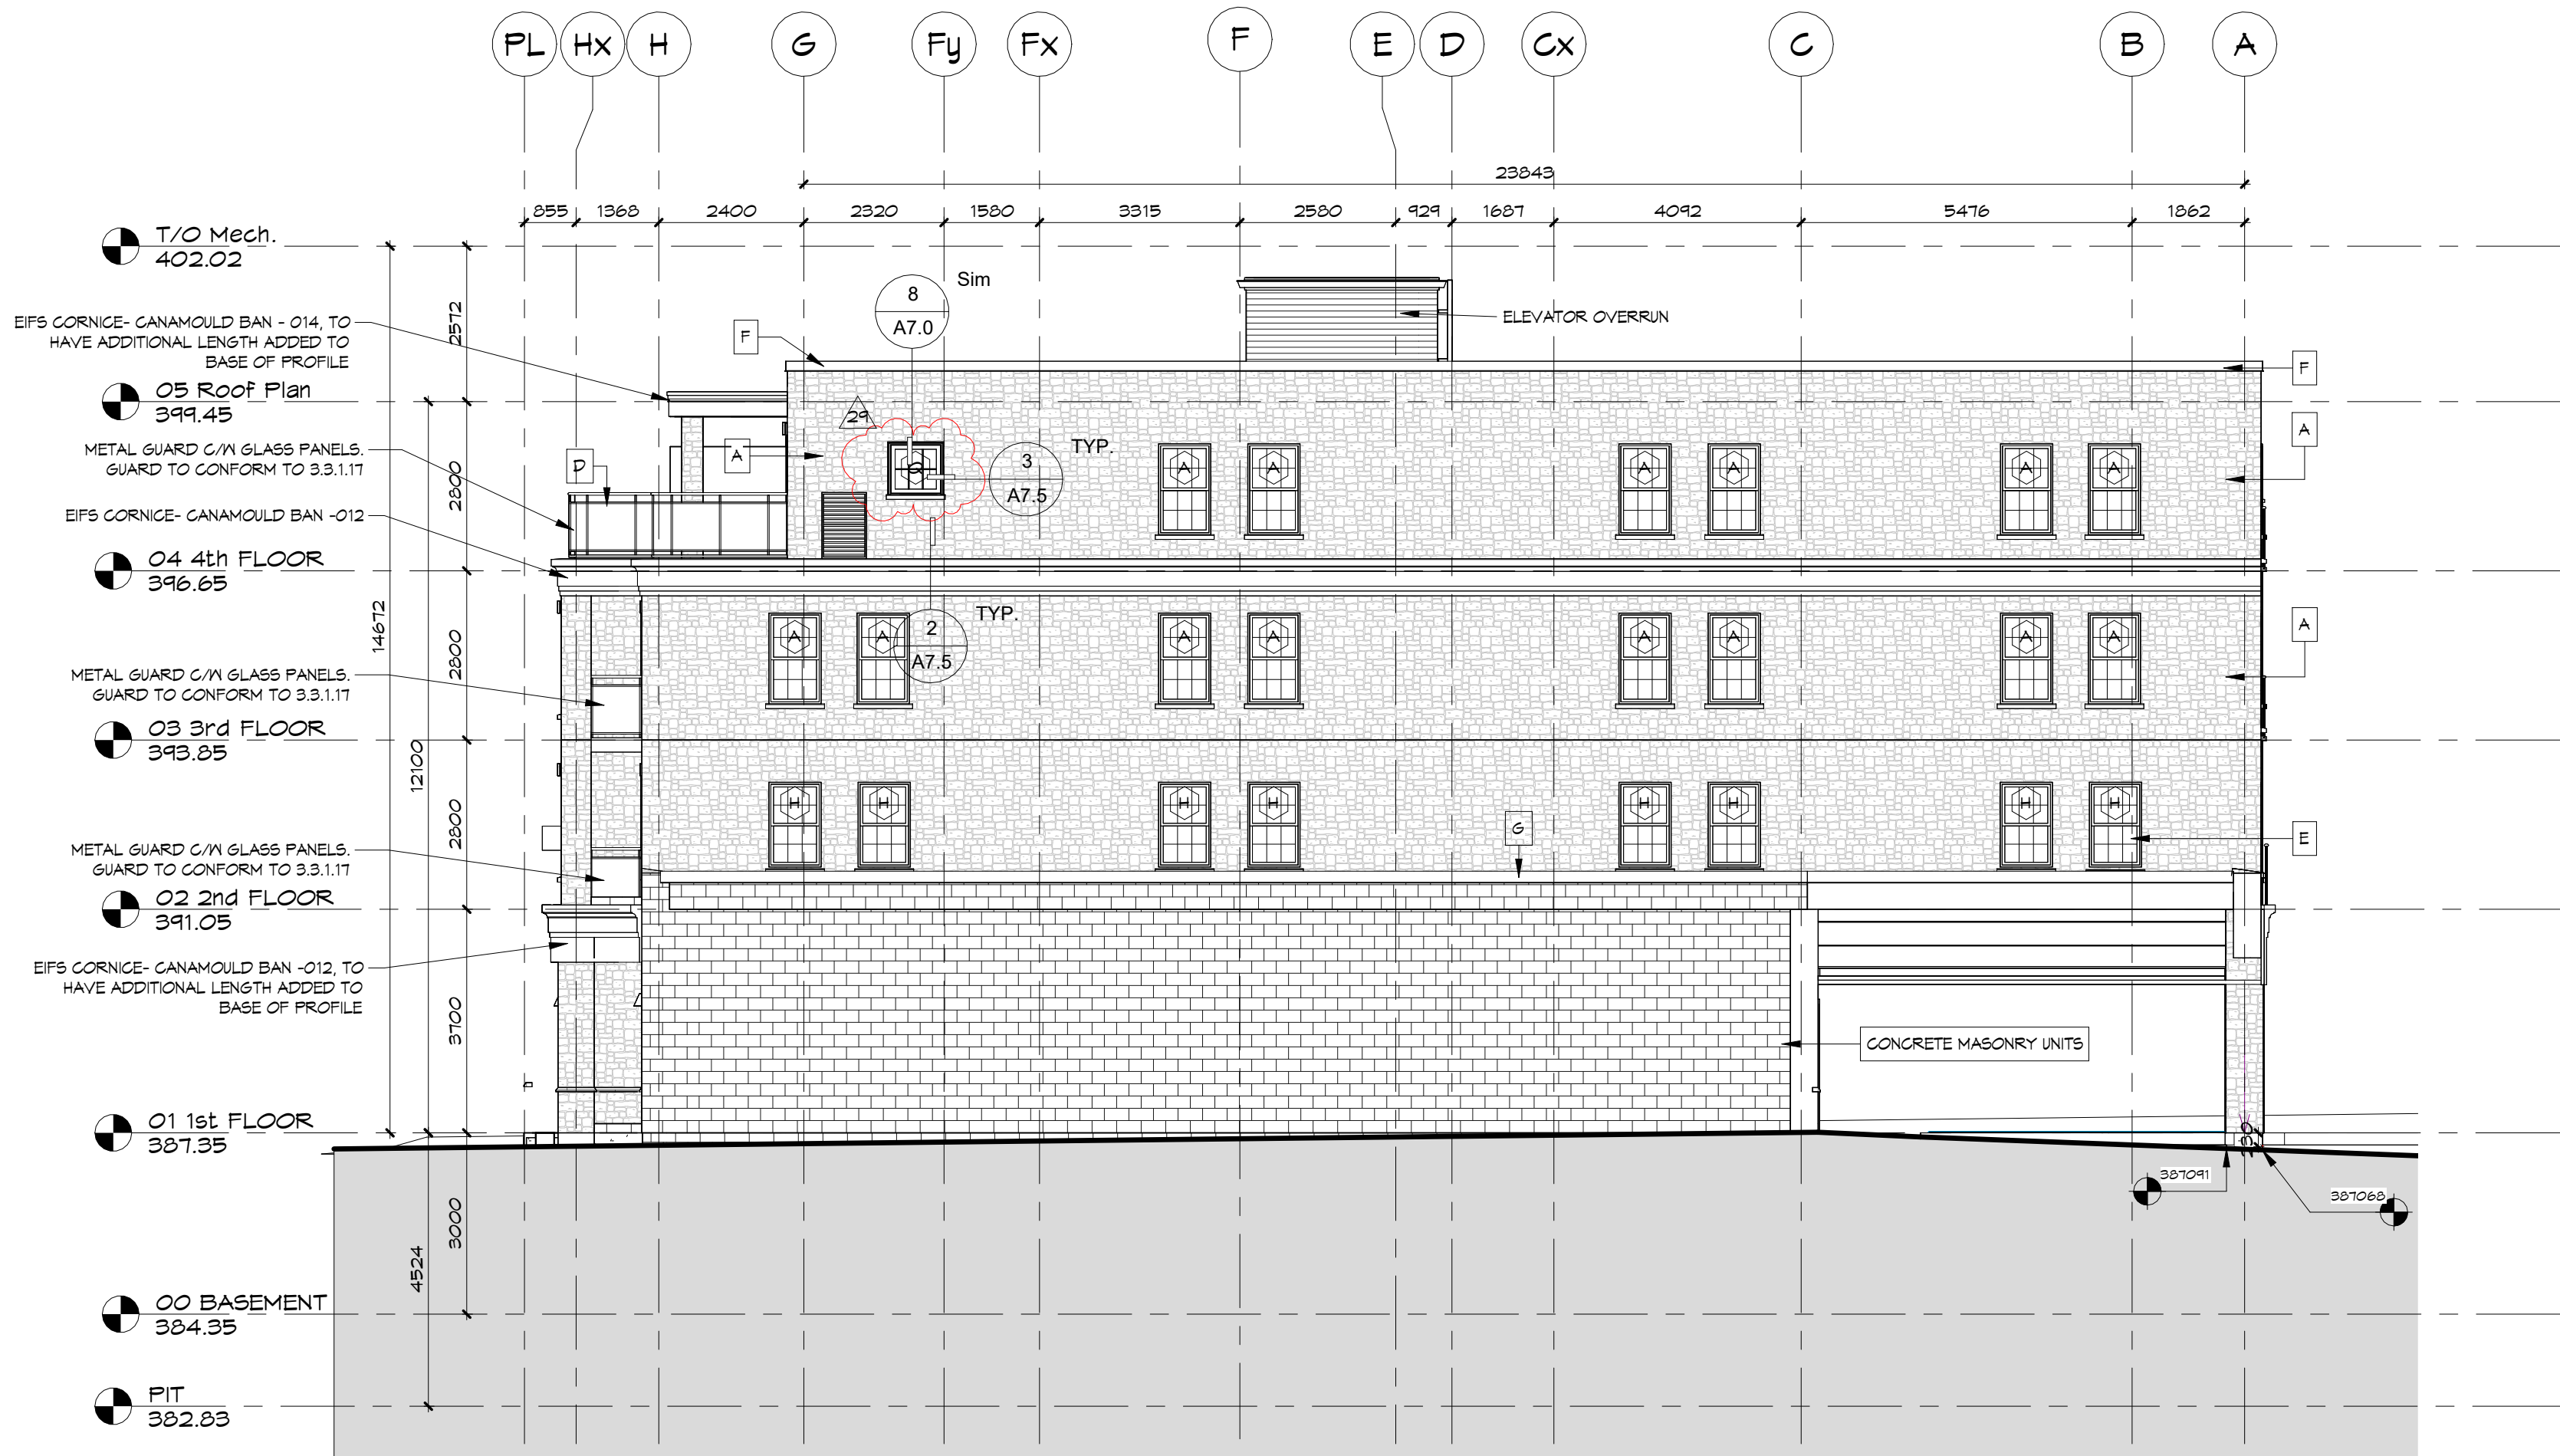 PL Hx H G Fy Fx F E D Cx C B A
23843
855 1368 2400 2320 1580 3315 2580 929 1687 4092 5476 1862
T/O Mech.
402.02
2572
Sim
8
A7.0
ELEVATOR OVERRUN
EIFS CORNICE- CANAMOULD BAN - 014, TO
HAVE ADDITIONAL LENGTH ADDED TO
BASE OF PROFILE
F
F
05 Roof Plan
399.45
29
A
METAL GUARD C/W GLASS PANELS.
GUARD TO CONFORM TO 3.3.1.17
D
A
2800
3
A7.5
TYP.
A A A A A A
EIFS CORNICE- CANAMOULD BAN -012
04 4th FLOOR
396.65
14672
2800
2
A7.5
TYP.
A A A A A A A A
A
METAL GUARD C/W GLASS PANELS.
GUARD TO CONFORM TO 3.3.1.17
03 3rd FLOOR
393.85
12100
2800
H H H H H H H H
G
E
METAL GUARD C/W GLASS PANELS.
GUARD TO CONFORM TO 3.3.1.17
02 2nd FLOOR
391.05
EIFS CORNICE- CANAMOULD BAN -012, TO
HAVE ADDITIONAL LENGTH ADDED TO
BASE OF PROFILE
3700
CONCRETE MASONRY UNITS
01 1st FLOOR
387.35
387091
387068
3000
4524
00 BASEMENT
384.35
PIT
382.83